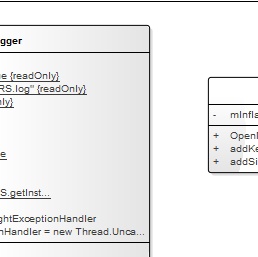 gger
e {readOnly}
RS.log" {readOnly}
nly}
e
S.getInst...
ghtExceptionHandler
nHandler = new Thread.Unca...
- mInfla
+ OpenI
+ addKe
+ addSi